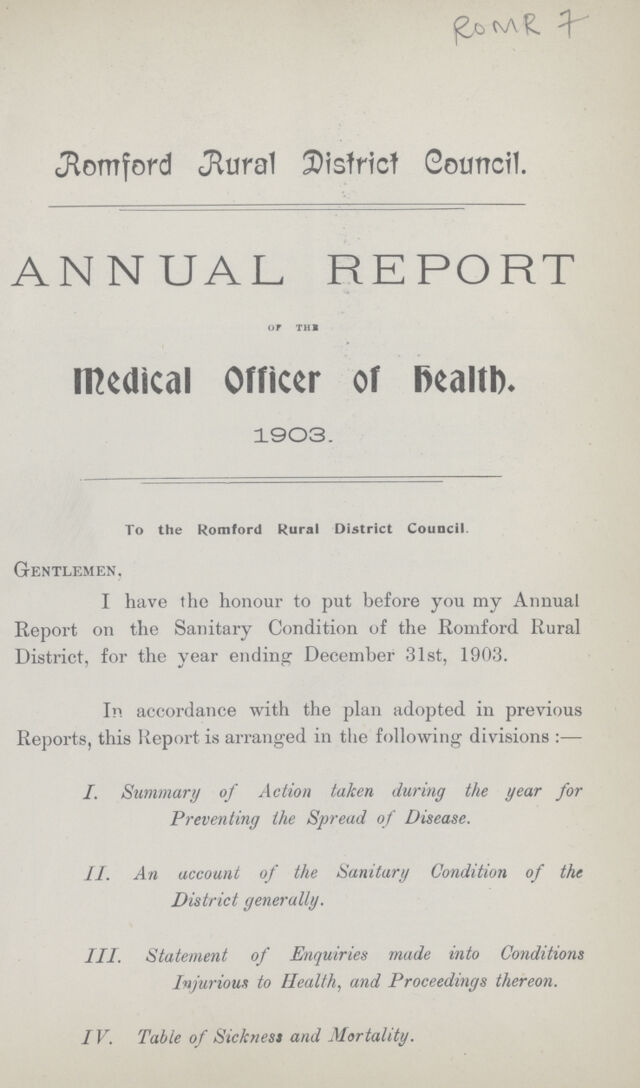 ROMR 7
Romford Rural District Council.
ANNUAL REPORT
OF THE
Medical Officer of Health.
1903.
To the Romford Rural District Council.
GENTLEMEN,
I have the honour to put before you my Annual
Report on the Sanitary Condition of the Romford Rural
District, for the year ending December 31st, 1903.
In accordance with the plan adopted in previous
Reports, this Report is arranged in the following divisions :—
I. Summary of Action taken during the year for
Preventing the Spread of Disease.
II. An account of the Sanitary Condition of the
District generally.
III. Statement of Enquiries made into Conditions
Injurious to Health, and Proceedings thereon.
IV. Table of Sickness and Mortality.